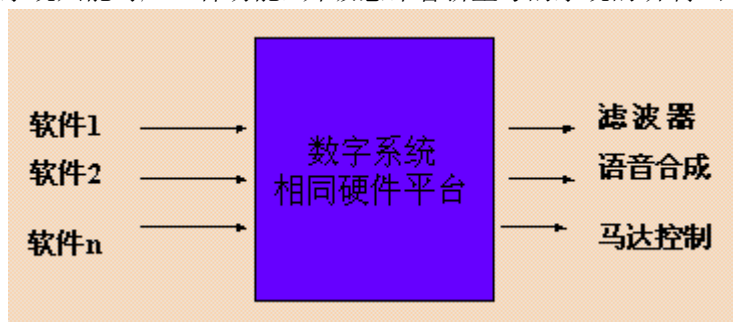 软件1
软件2
软件n
数字系统
相同硬件平台
滤波器
语音合成
马达控制